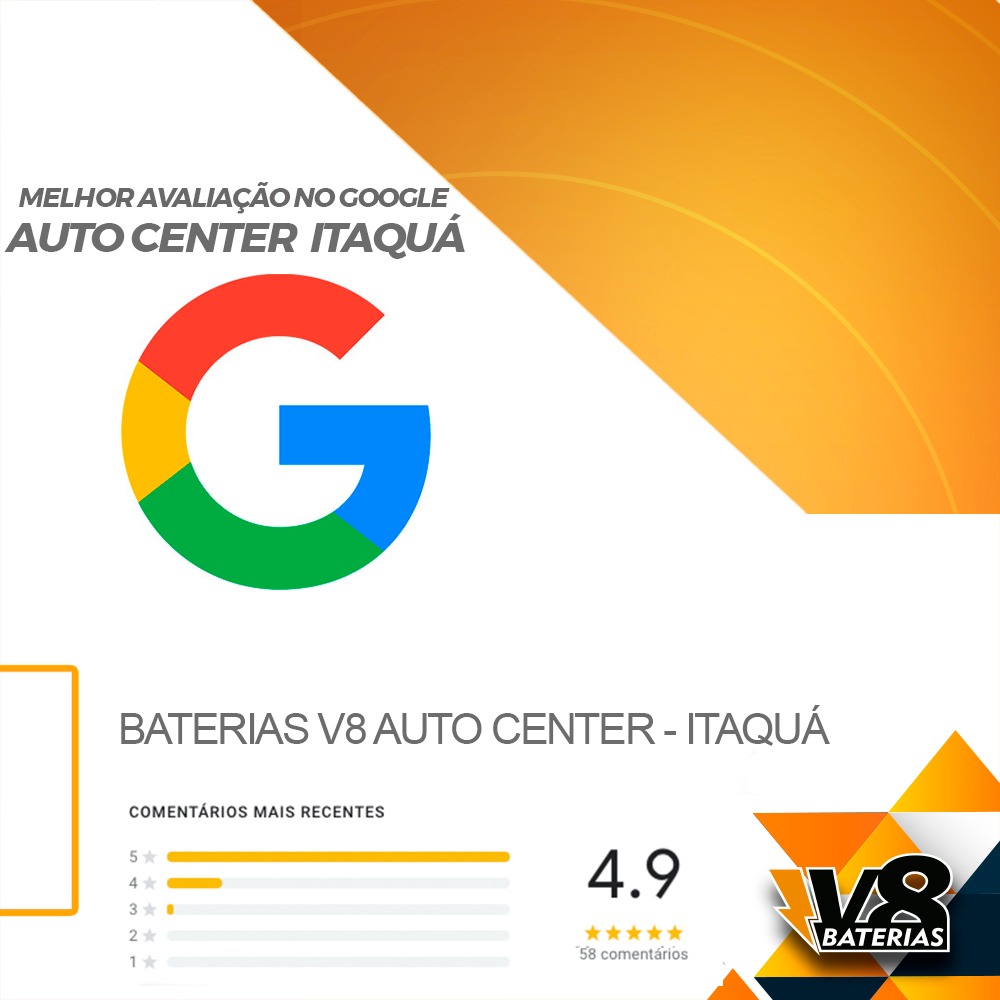 MELHOR AVALIAÇÃO NO GOOGLE
AUTO CENTER ITAQUÁ
BATERIAS V8 AUTO CENTER - ITAQUÁ
COMENTÁRIOS MAIS RECENTES
5
4
3
2
1
4.9
58 comentários
V8
BATERIAS